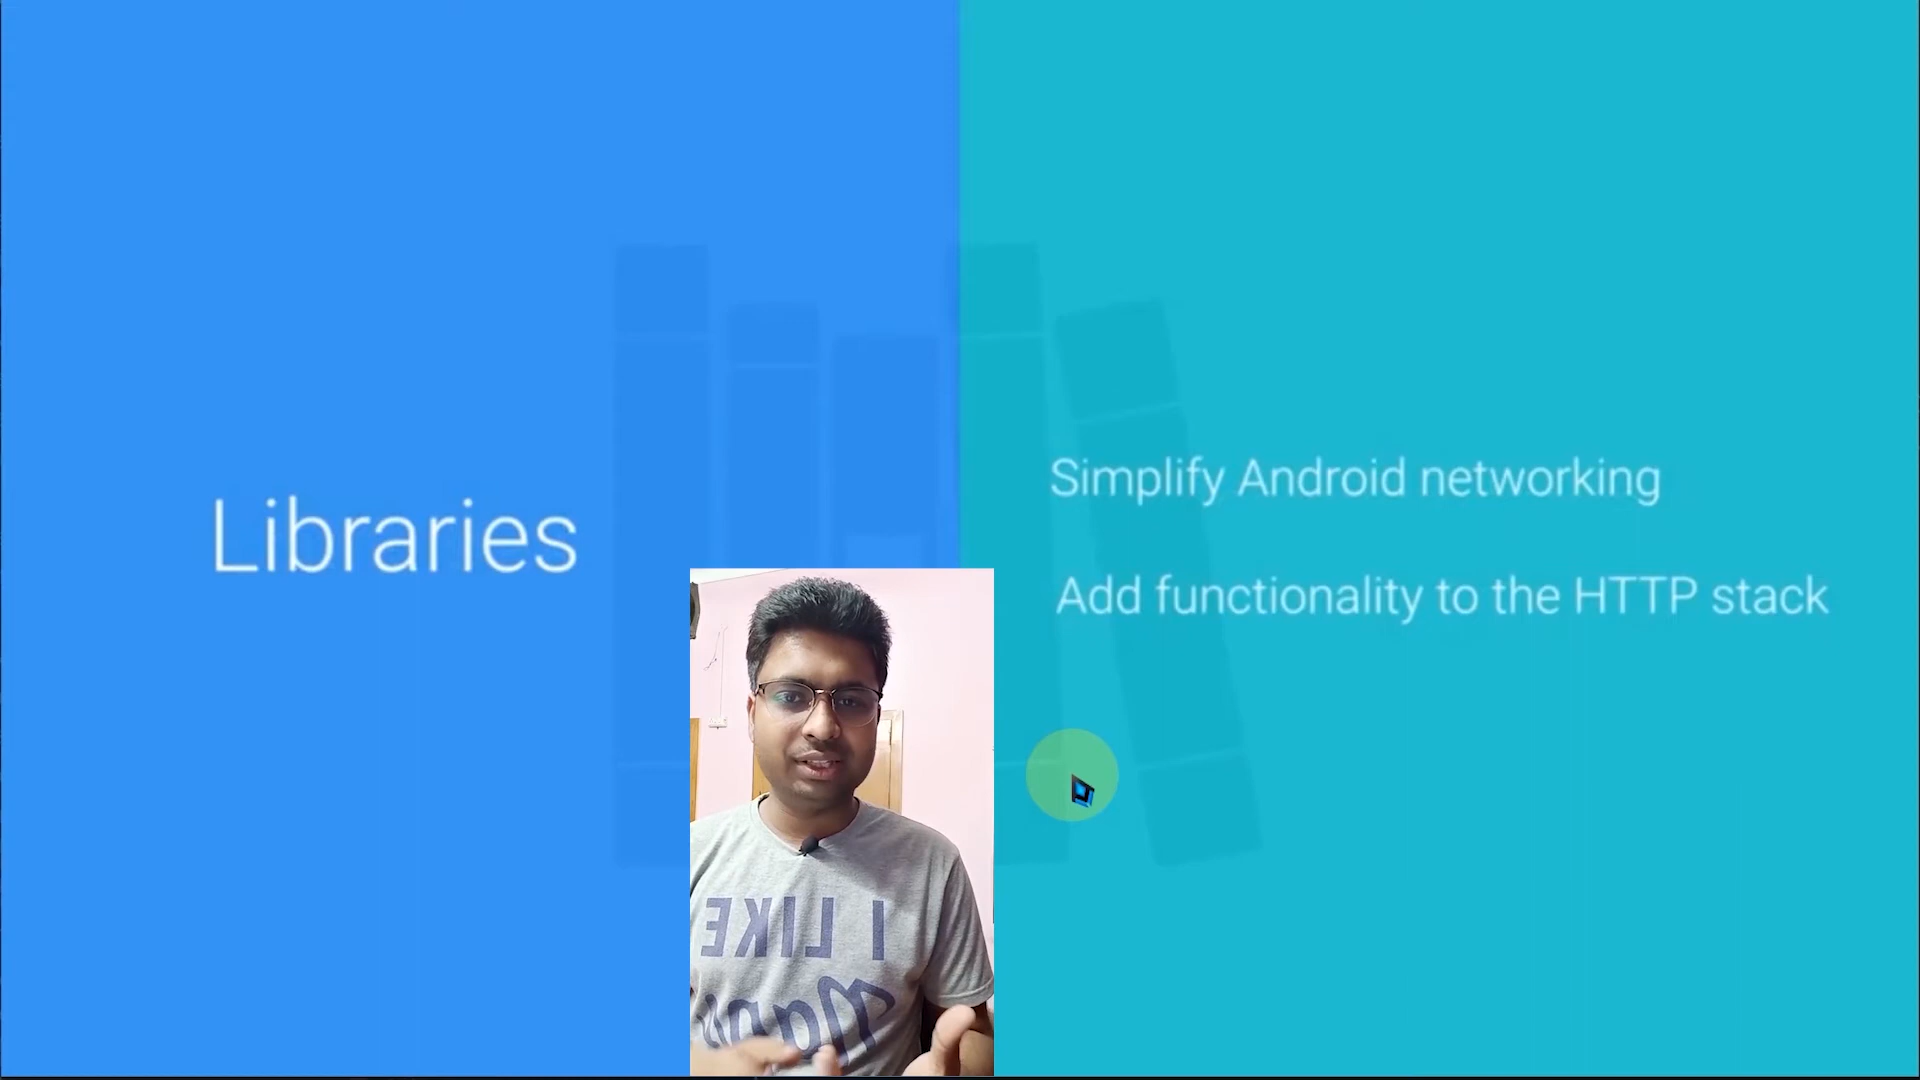 Libraries
Simplify Android networking
Add functionality to the HTTP stack
I LIKE